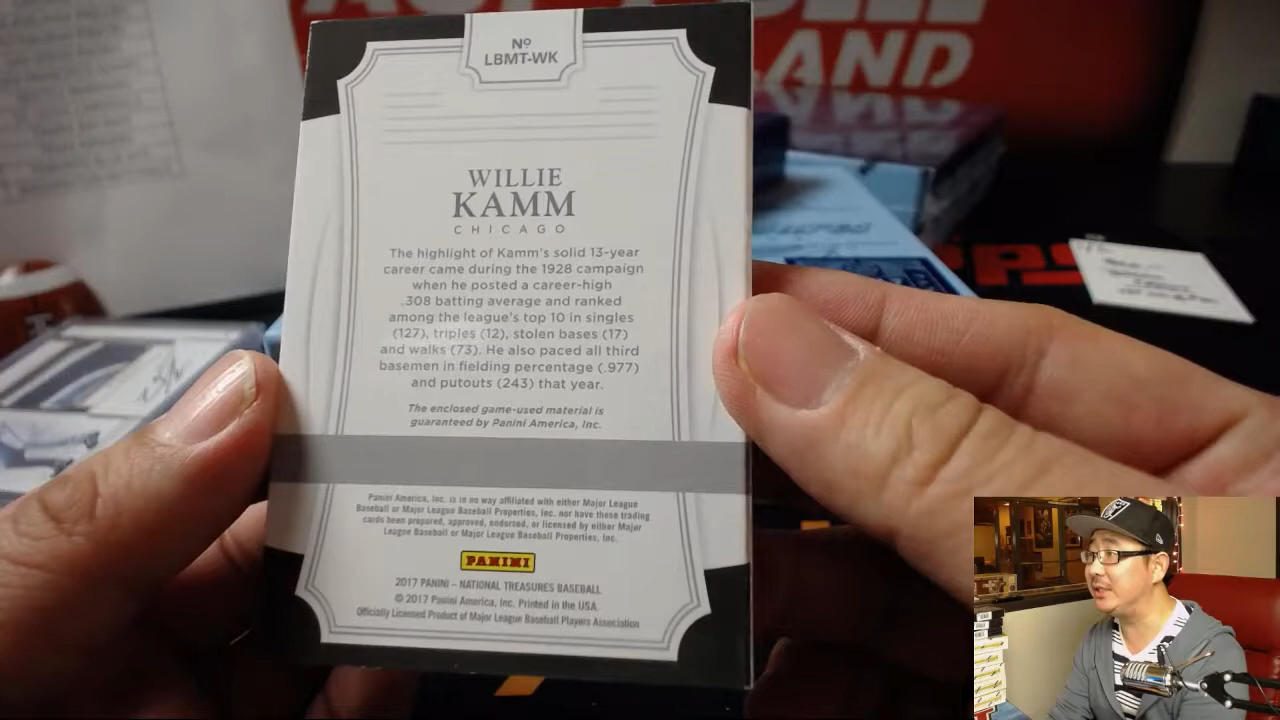 LAND
Nº
LBMT-WK
WILLIE
KAMM
CHICAGO
The highlight of Kamm's solid 13-year
career came during the 1928 campaign
when he posted a career-high
.308 batting average and ranked
among the league's top 10 in singles
(127), triples (12), stolen bases (17)
and walks (73). He also paced all third
basemen in fielding percentage (.977)
and putouts (243) that year.
The enclosed game-used material is
guaranteed by Panini America, Inc.
Panini America, Inc. is in no way affiliated with either Major League
Baseball or Major League Baseball Properties, Inc. nor have these trading
cards been prepared, approved, endorsed, or licensed by either Major
League Baseball or Major League Baseball Properties, Inc.
PANINI
2017 PANINI – NATIONAL TREASURES BASEBALL
© 2017 Panini America, Inc. Printed in the USA.
Officially Licensed Product of Major League Baseball Players Association